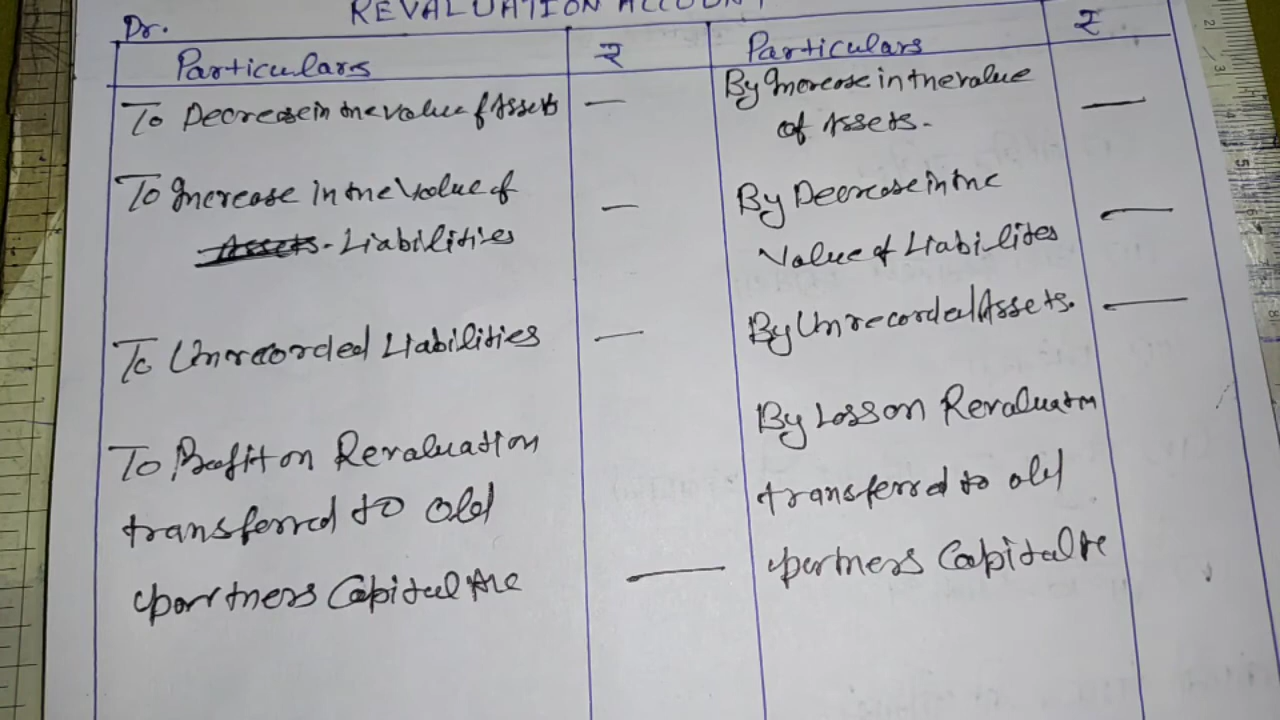 REVALUATION ACCOUNT
Dr.
Particulars ₹ Particulars ₹
To Decrease in the value of Assets —
To Increase in the value of
Assets - Liabilities —
To Unrecorded Liabilities —
To Profit on Revaluation
transferred to old
partners Capital A/c —
By Increase in the value
of Assets. —
By Decrease in the
Value of Liabilities —
By Unrecorded Assets. —
By Loss on Revaluation
transferred to old
partners Capital A/c